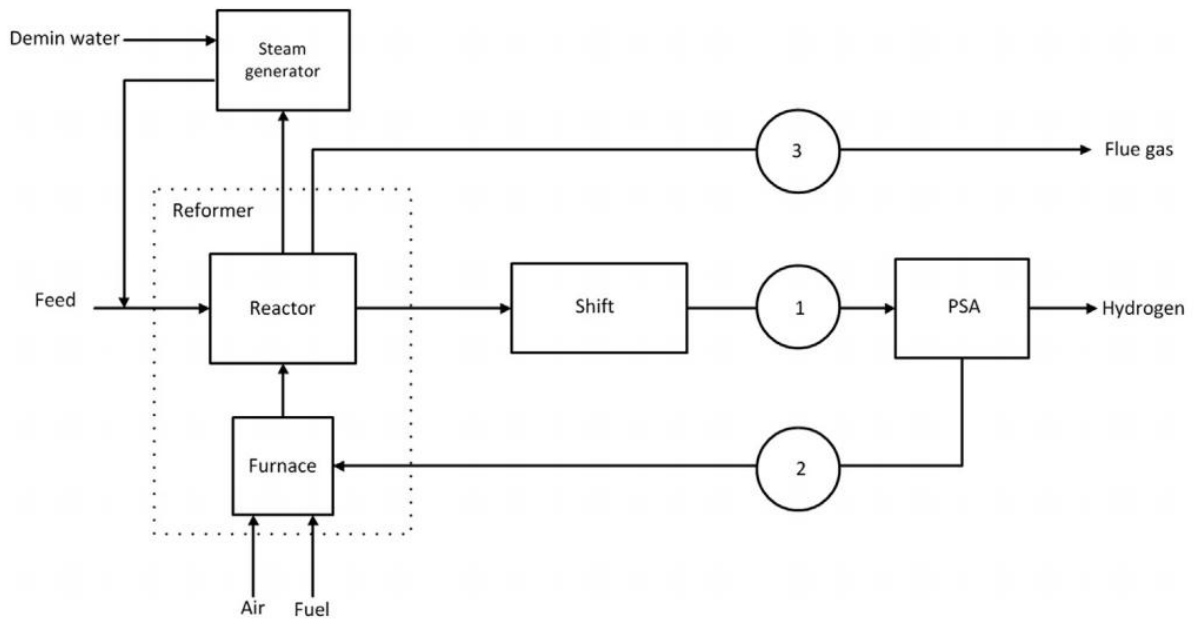 Demin water
Steam
generator
3
Flue gas
Reformer
Feed
Reactor
Shift
1
PSA
Hydrogen
Furnace
2
Air
Fuel